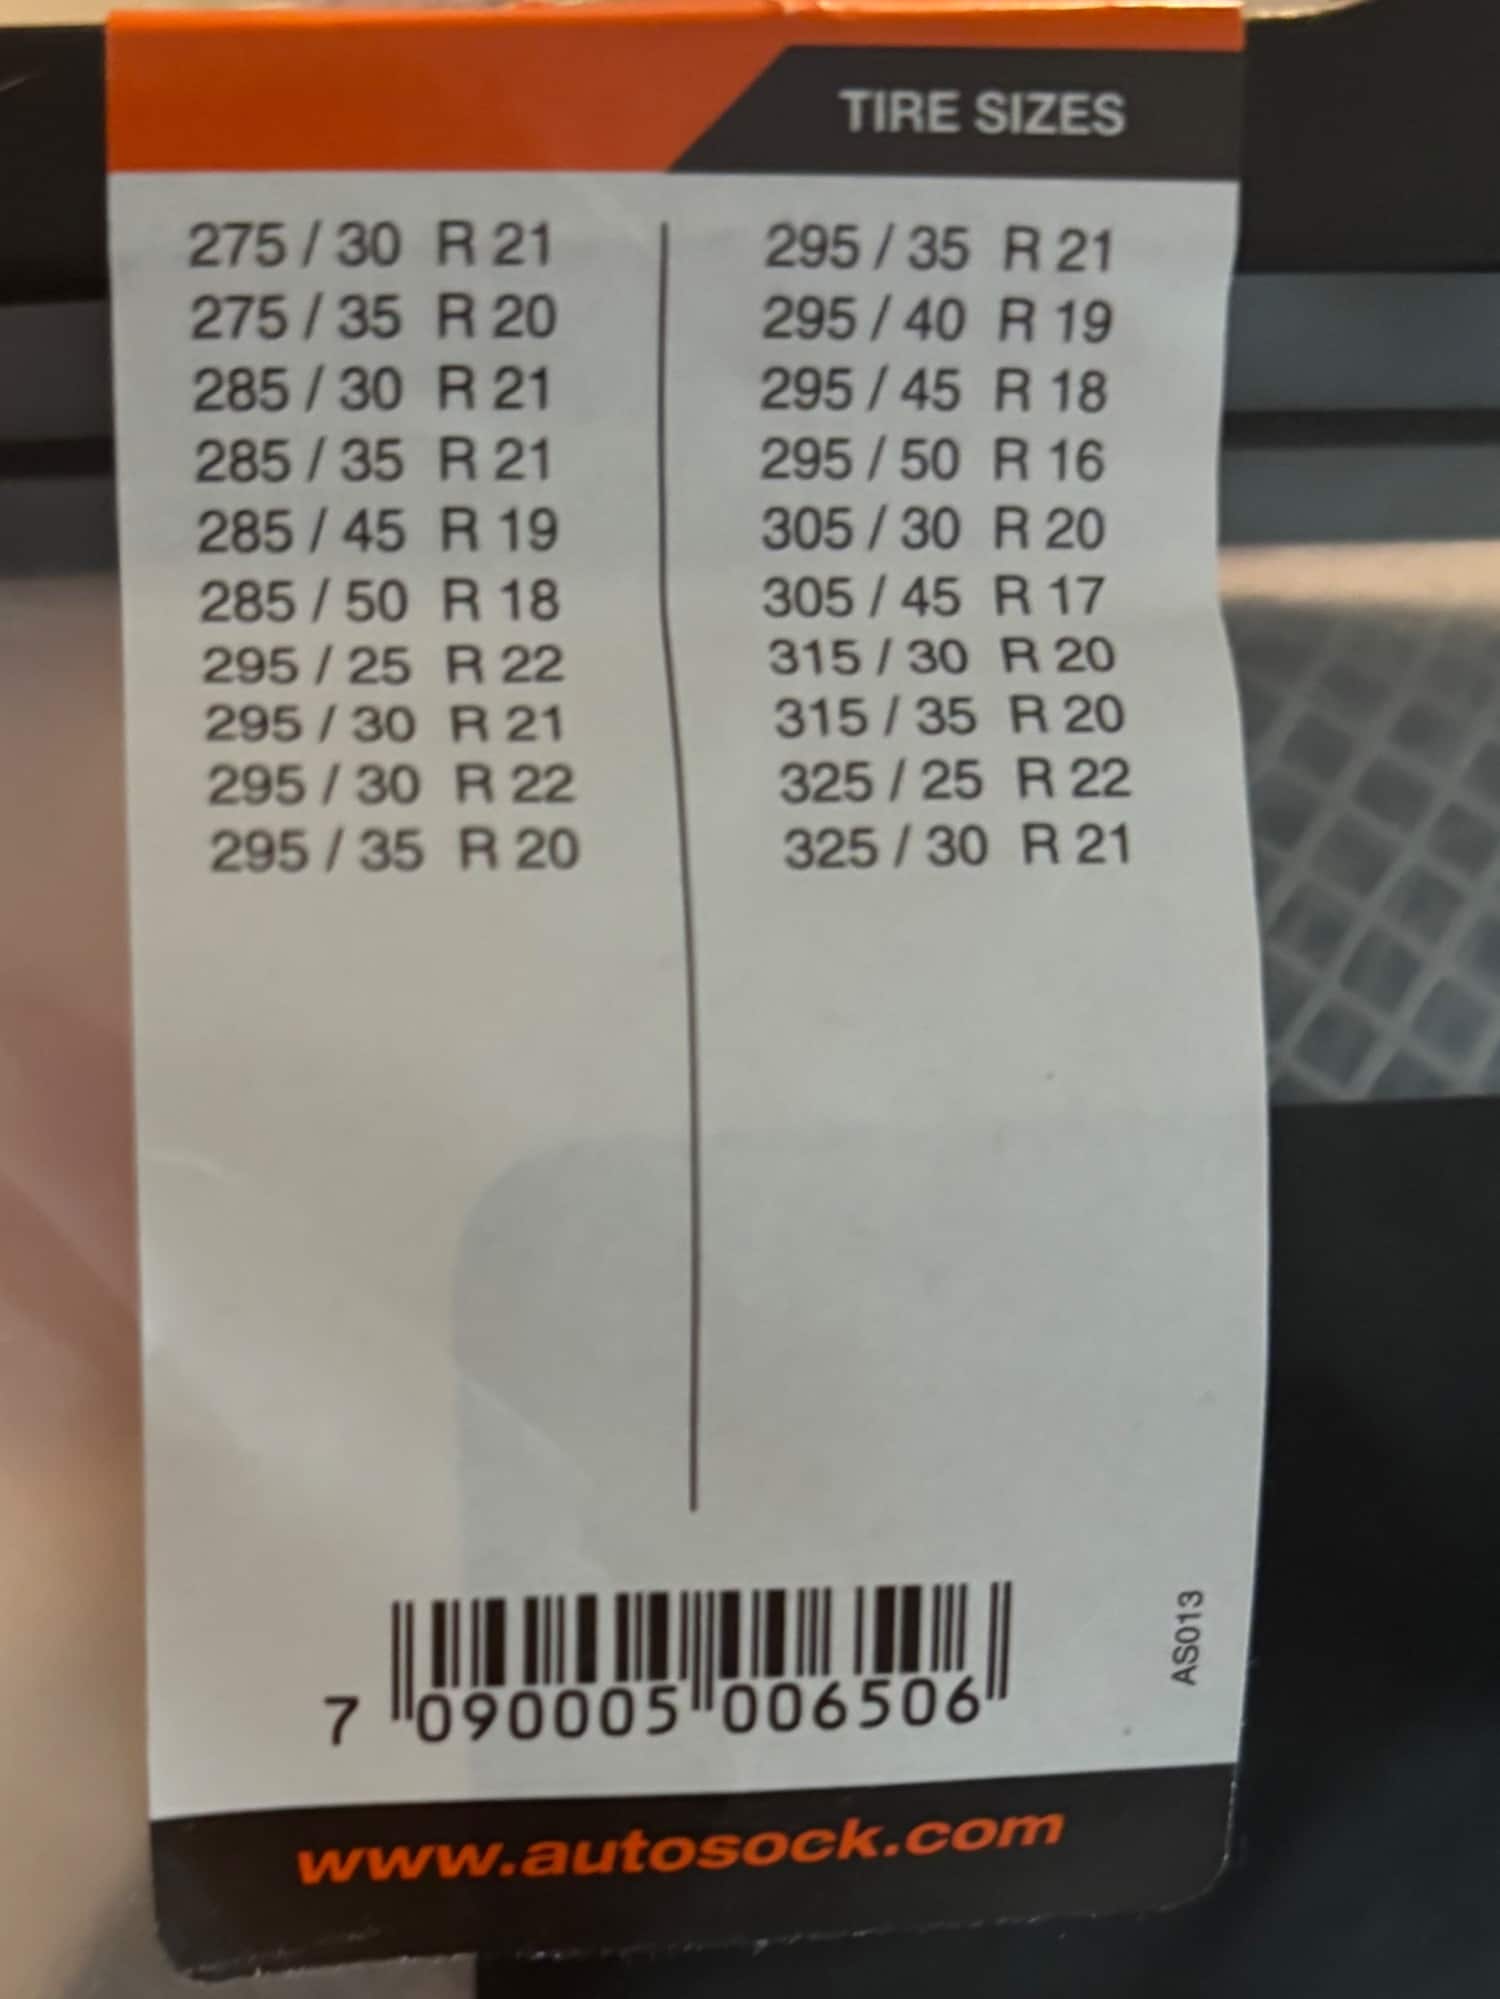 TIRE SIZES
275 / 30 R 21
275 / 35 R 20
285 / 30 R 21
285 / 35 R 21
285 / 45 R 19
285 / 50 R 18
295 / 25 R 22
295 / 30 R 21
295 / 30 R 22
295 / 35 R 20
295 / 35 R 21
295 / 40 R 19
295 / 45 R 18
295 / 50 R 16
305 / 30 R 20
305 / 45 R 17
315 / 30 R 20
315 / 35 R 20
325 / 25 R 22
325 / 30 R 21
7 090005 006506
AS013
www.autosock.com